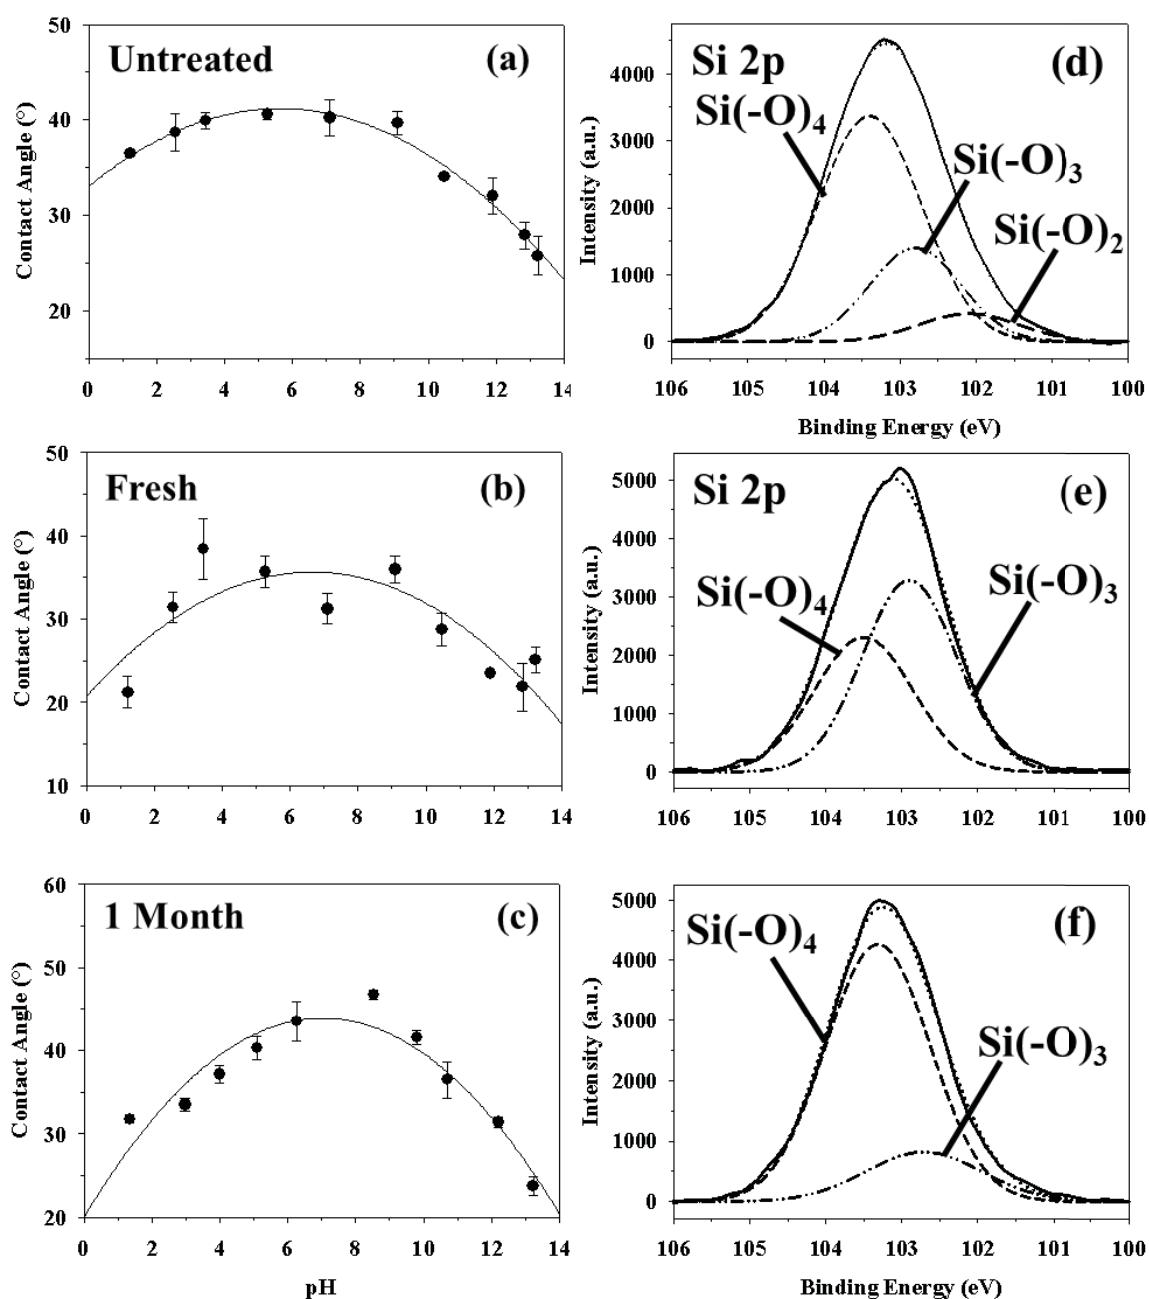 Untreated (a)
50
40
30
20
0 2 4 6 8 10 12 14
Contact Angle (°)
Si 2p (d)
Si(-O)4
Si(-O)3
Si(-O)2
4000
3000
2000
1000
0
106 105 104 103 102 101 100
Intensity (a.u.)
Binding Energy (eV)
Fresh (b)
50
40
30
20
10
0 2 4 6 8 10 12 14
Contact Angle (°)
Si 2p (e)
Si(-O)4
Si(-O)3
5000
4000
3000
2000
1000
0
106 105 104 103 102 101 100
Intensity (a.u.)
1 Month (c)
60
50
40
30
20
0 2 4 6 8 10 12 14
Contact Angle (°)
pH
(f)
Si(-O)4
Si(-O)3
5000
4000
3000
2000
1000
0
106 105 104 103 102 101 100
Intensity (a.u.)
Binding Energy (eV)